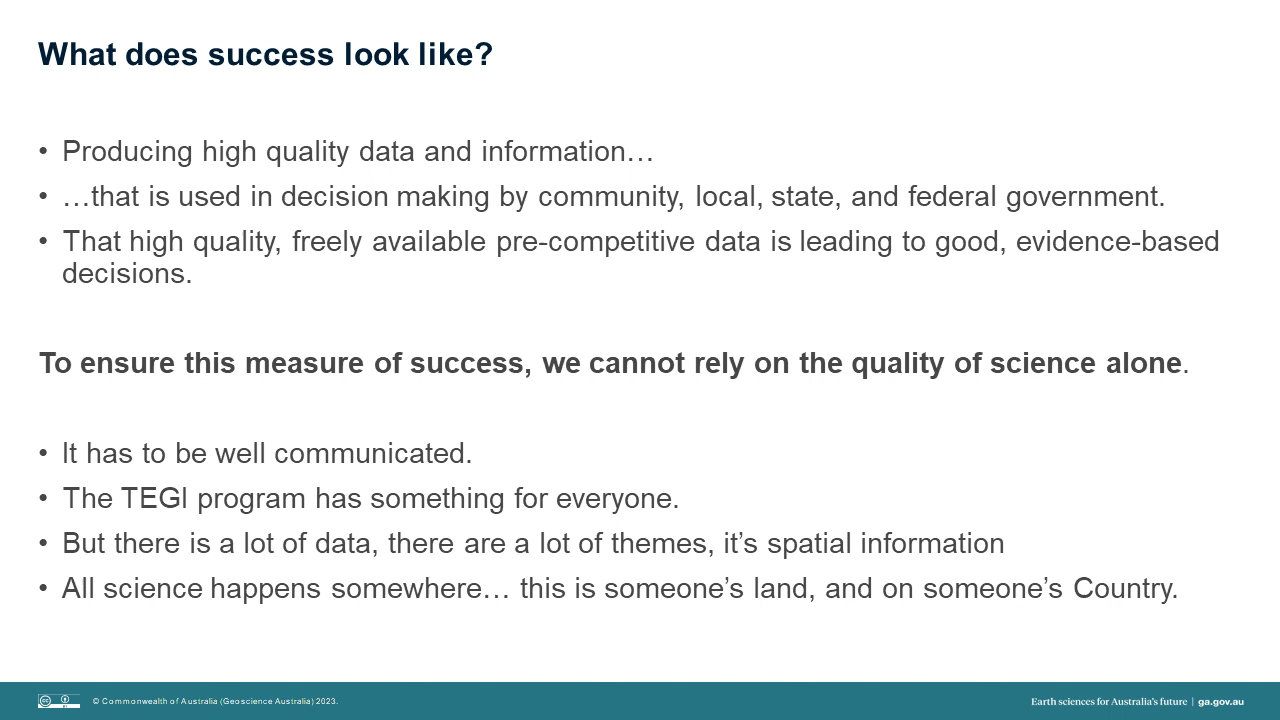 What does success look like?
• Producing high quality data and information…
• …that is used in decision making by community, local, state, and federal government.
• That high quality, freely available pre-competitive data is leading to good, evidence-based
decisions.
To ensure this measure of success, we cannot rely on the quality of science alone.
• It has to be well communicated.
• The TEGI program has something for everyone.
• But there is a lot of data, there are a lot of themes, it’s spatial information
• All science happens somewhere… this is someone’s land, and on someone’s Country.
cc BY © Commonwealth of Australia (Geoscience Australia) 2023.
Earth sciences for Australia’s future | ga.gov.au